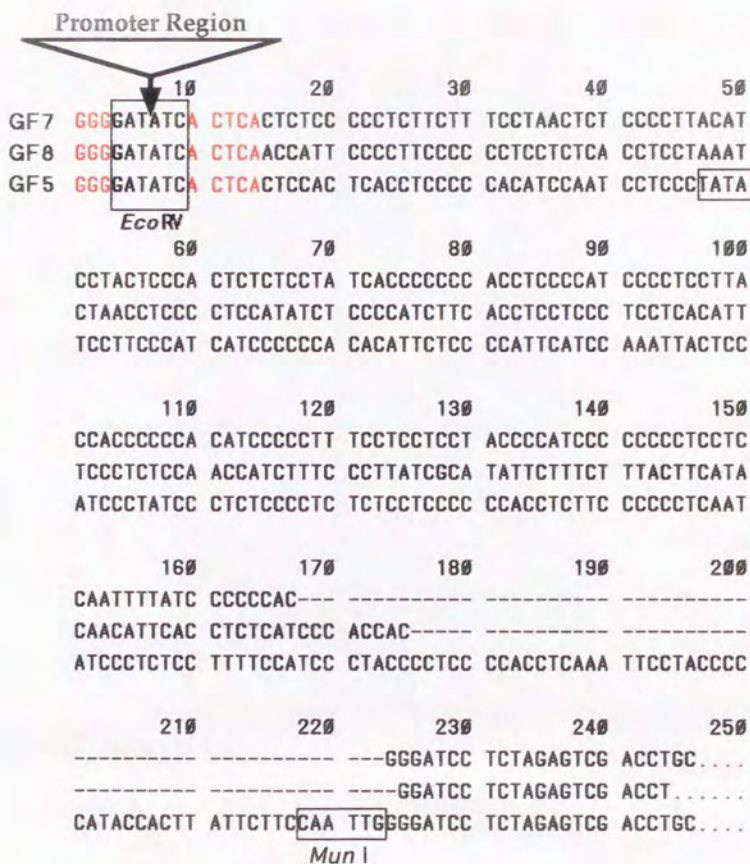 Promoter Region
10 20 30 40 50
GF7 GGGGATATCA CTCACTCTCC CCCTCTTCTT TCCTAACTCT CCCCTTACAT
GF8 GGGGATATCA CTCAACCATT CCCCTTCCCC CCTCCTCTCA CCTCCTAAAT
GF5 GGGGATATCA CTCACTCCAC TCACCTCCCC CACATCCAAT CCTCCCTATA
EcoRV
60 70 80 90 100
CCTACTCCCA CTCTCTCCTA TCACCCCCCC ACCTCCCCAT CCCCTCCTTA
CTAACCTCCC CTCCATATCT CCCCATCTTC ACCTCCTCCC TCCTCACATT
TCCTTCCCAT CATCCCCCCA CACATTCTCC CCATTCATCC AAATTACTCC
110 120 130 140 150
CCACCCCCCA CATCCCCCTT TCCTCCTCCT ACCCCATCCC CCCCCTCCTC
TCCCTCTCCA ACCATCTTTC CCTTATCGCA TATTCTTTCT TTACTTCATA
ATCCCTATCC CTCTCCCCTC TCTCCTCCCC CCACCTCTTC CCCCCTCAAT
160 170 180 190 200
CAATTTTATC CCCCCAC--- ---------- ---------- ----------
CAACATTCAC CTCTCATCCC ACCAC----- ---------- ----------
ATCCCTCTCC TTTTCCATCC CTACCCCTCC CCACCTCAAA TTCCTACCCC
210 220 230 240 250
---------- ---------- ---GGGATCC TCTAGAGTCG ACCTGC....
---------- ---------- ----GGATCC TCTAGAGTCG ACCT......
CATACCACTT ATTCTTCCAA TTGGGGATCC TCTAGAGTCG ACCTGC....
Mun I